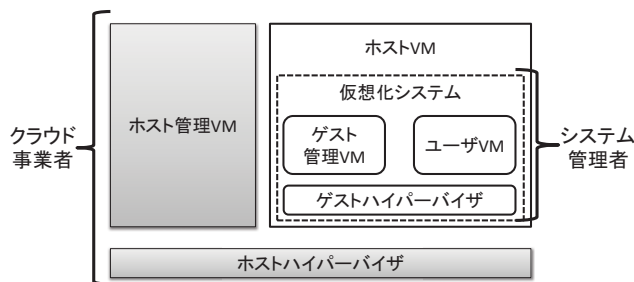 クラウド
事業者
ホスト管理VM
ホストVM
仮想化システム
ゲスト
管理VM
ユーザVM
ゲストハイパーバイザ
システム
管理者
ホストハイパーバイザ